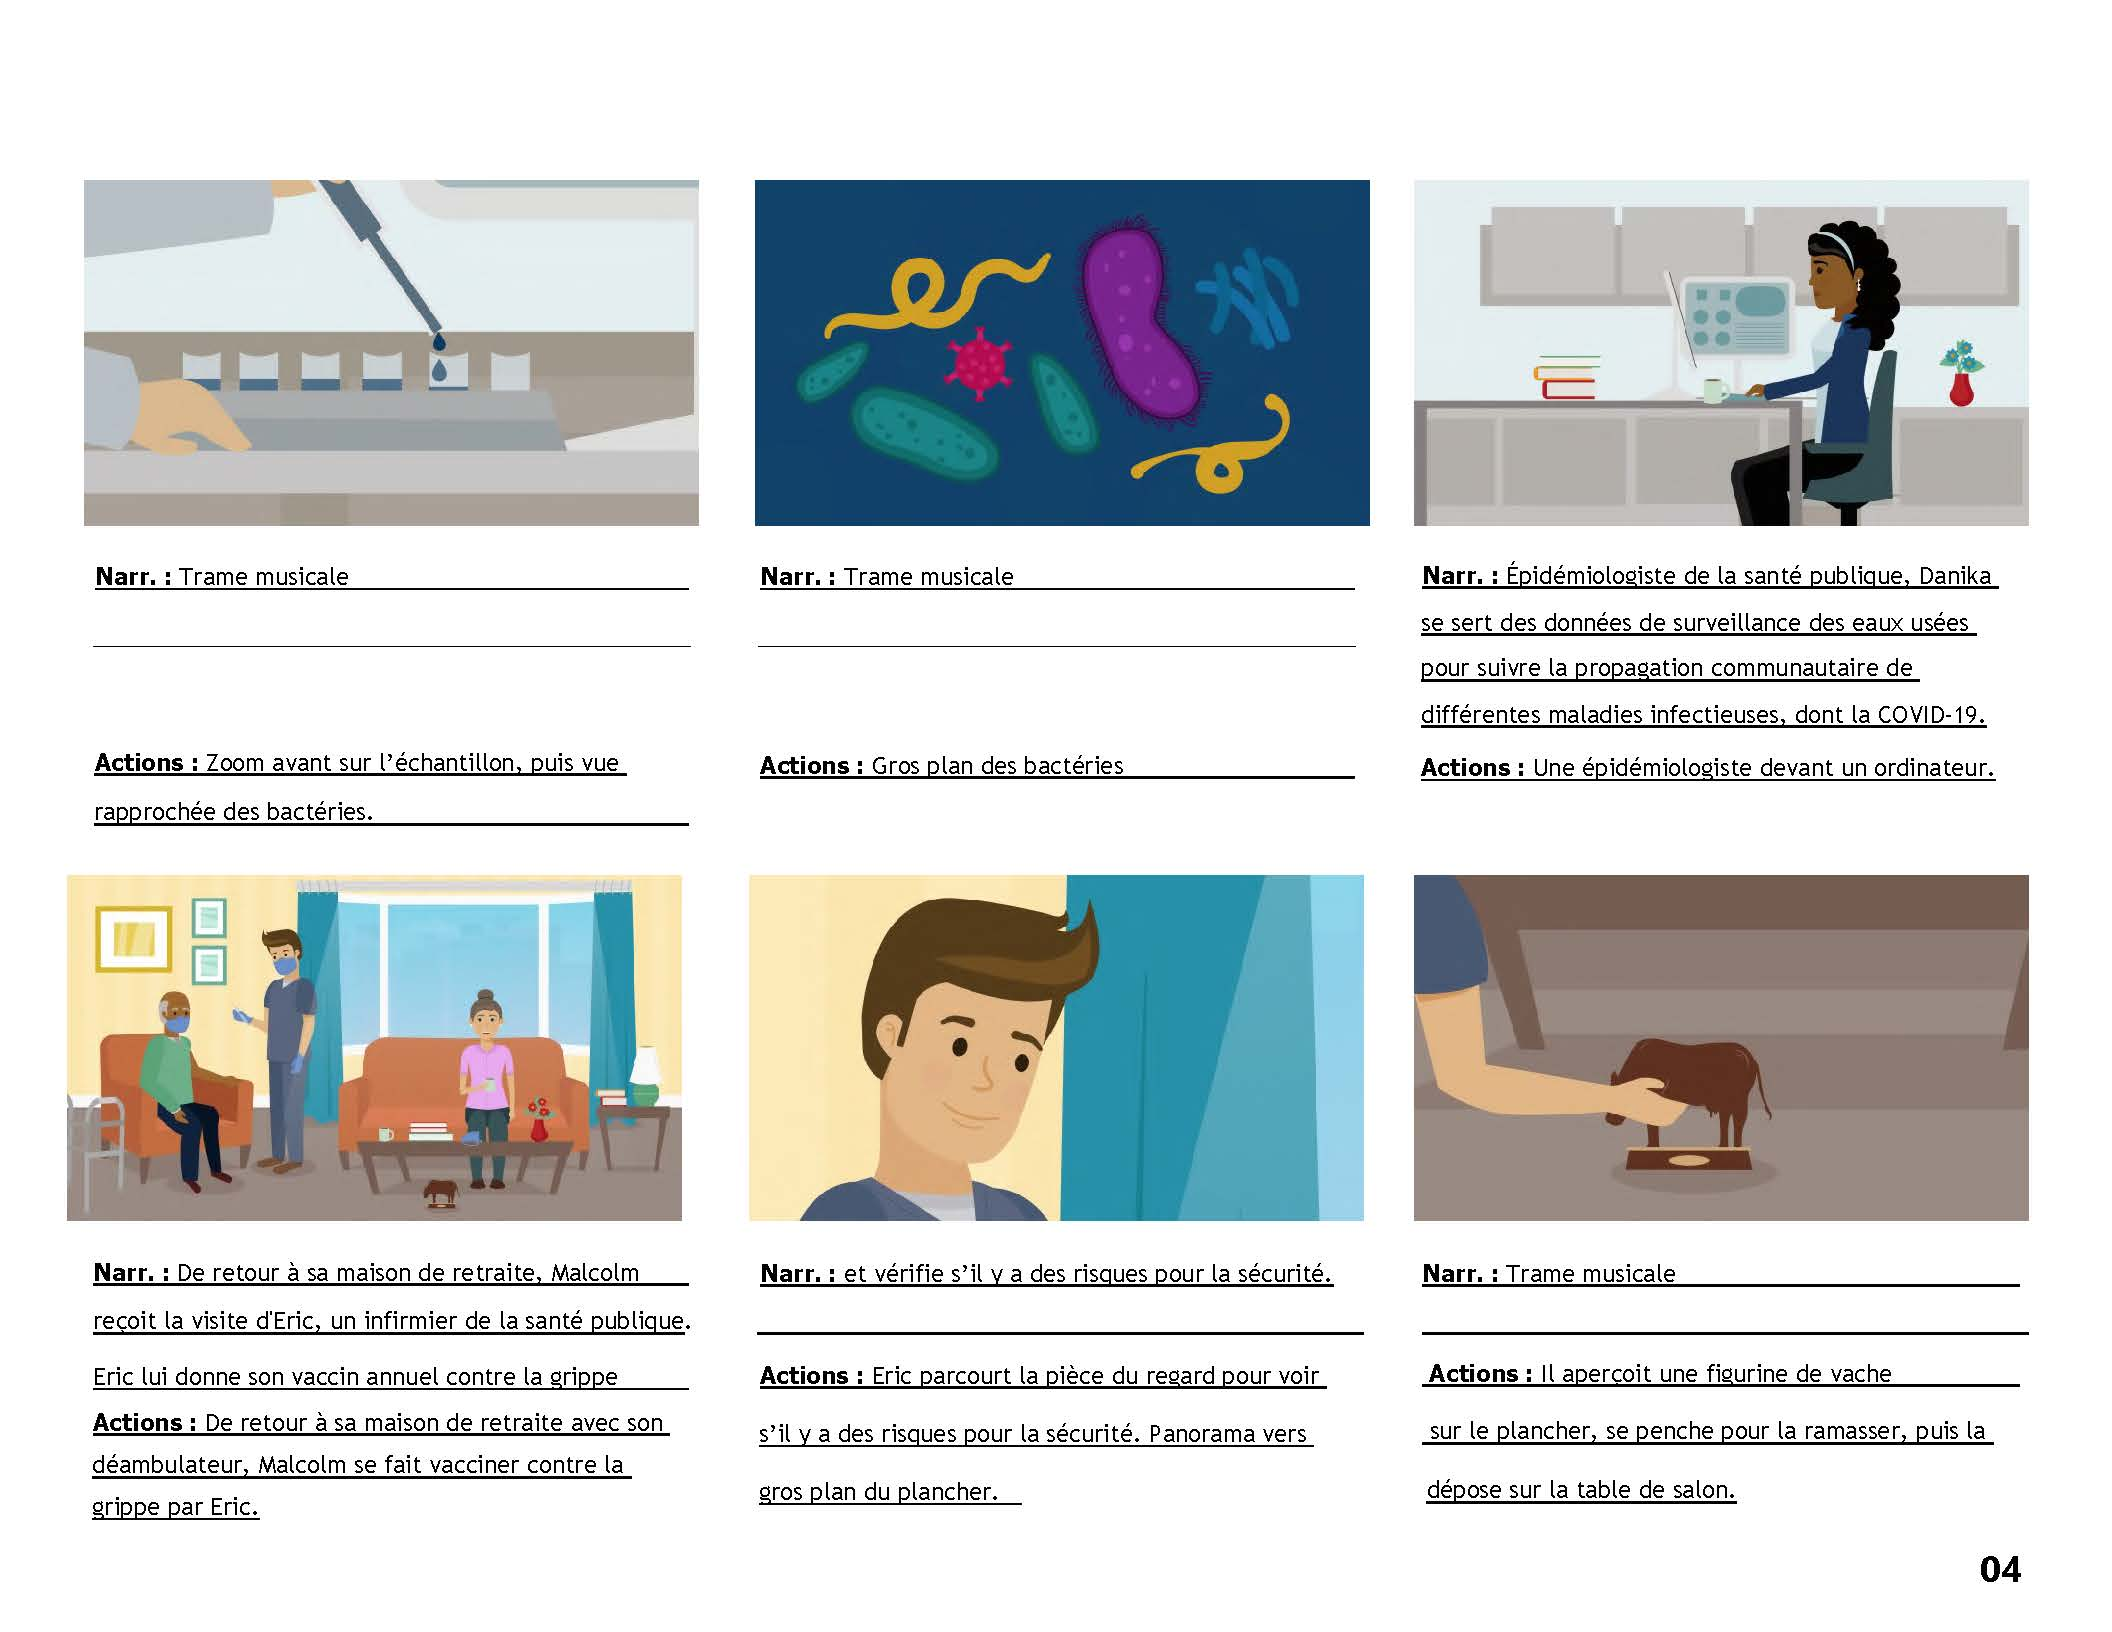 Narr. : Trame musicale
Actions : Zoom avant sur l’échantillon, puis vue
rapprochée des bactéries.
Narr. : Trame musicale
Actions : Gros plan des bactéries
Narr. : Épidémiologiste de la santé publique, Danika
se sert des données de surveillance des eaux usées
pour suivre la propagation communautaire de
différentes maladies infectieuses, dont la COVID-19.
Actions : Une épidémiologiste devant un ordinateur.
Narr. : De retour à sa maison de retraite, Malcolm
reçoit la visite d'Eric, un infirmier de la santé publique.
Eric lui donne son vaccin annuel contre la grippe
Actions : De retour à sa maison de retraite avec son
déambulateur, Malcolm se fait vacciner contre la
grippe par Eric.
Narr. : et vérifie s’il y a des risques pour la sécurité.
Actions : Eric parcourt la pièce du regard pour voir
s’il y a des risques pour la sécurité. Panorama vers
gros plan du plancher.
Narr. : Trame musicale
Actions : Il aperçoit une figurine de vache
sur le plancher, se penche pour la ramasser, puis la
dépose sur la table de salon.
04